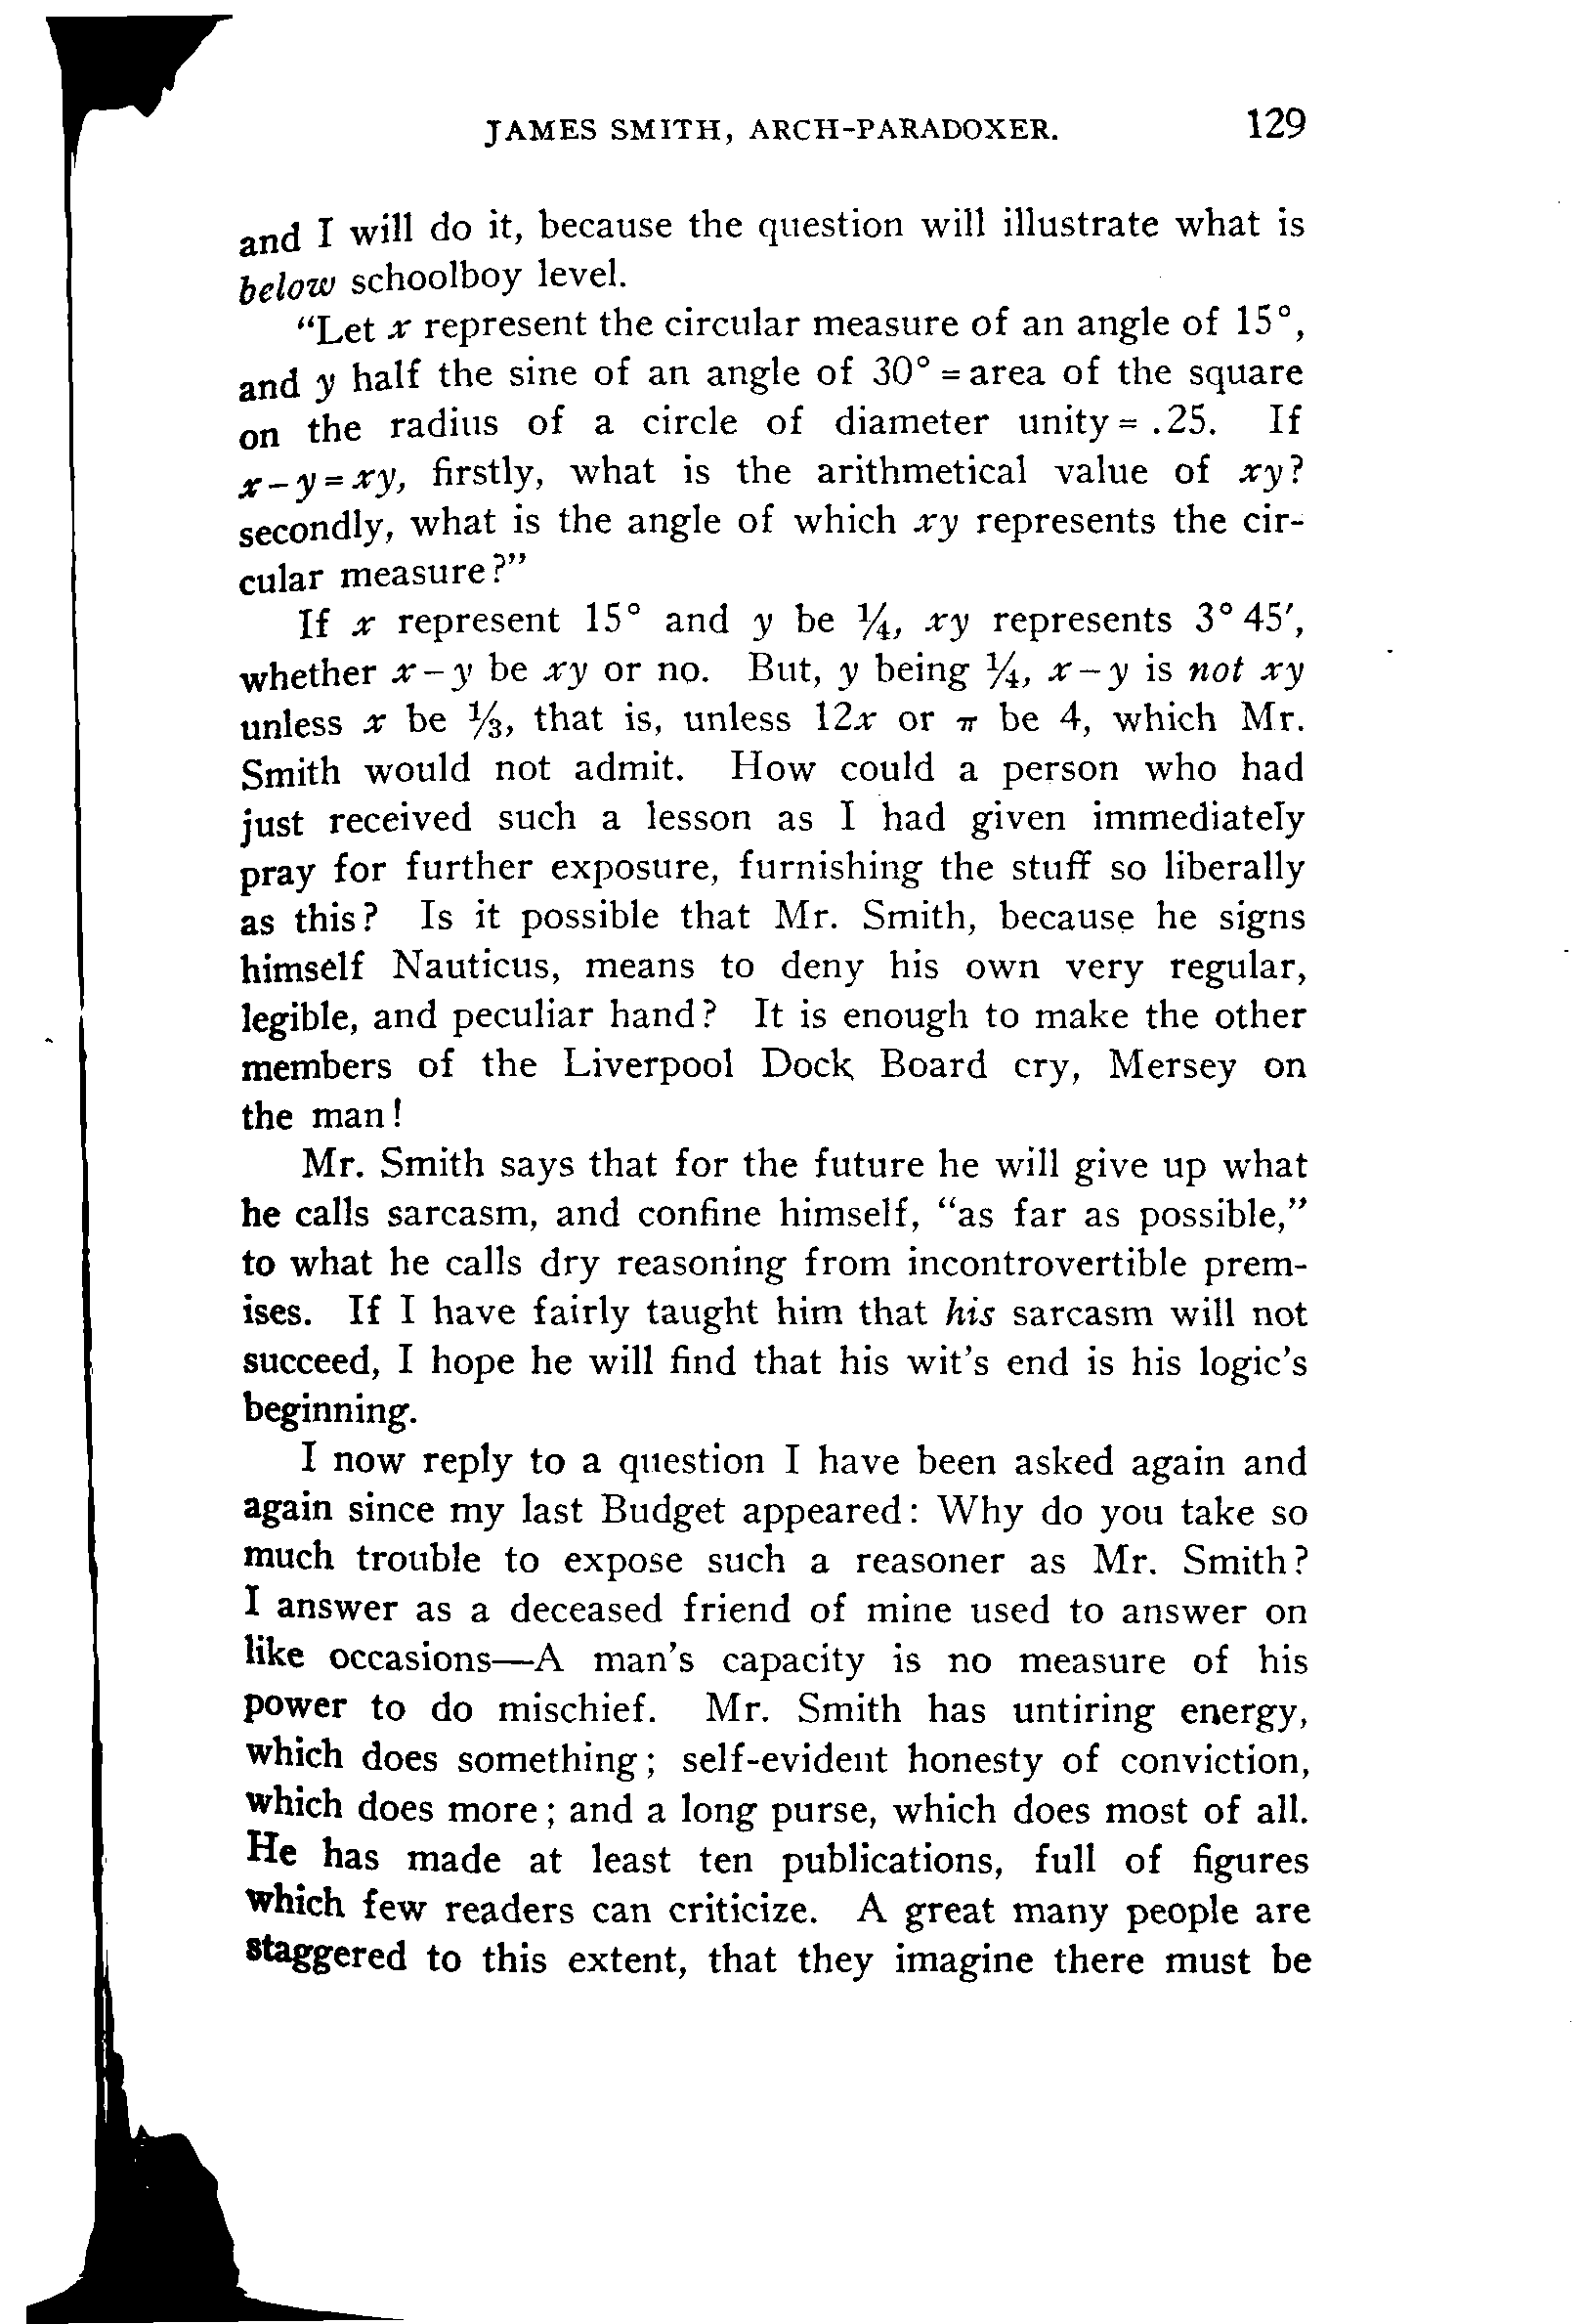 JAMES SMITH, ARCH-PARADOXER. 129
and I will do it, because the question will illustrate what is
below schoolboy level.
“Let x represent the circular measure of an angle of 15°,
and y half the sine of an angle of 30° = area of the square
on the radius of a circle of diameter unity = .25. If
x – y = xy, firstly, what is the arithmetical value of xy?
secondly, what is the angle of which xy represents the cir-
cular measure?”
If x represent 15° and y be ¼, xy represents 3° 45′,
whether x – y be xy or no. But, y being ¼, x – y is not xy
unless x be ⅓, that is, unless 12x or π be 4, which Mr.
Smith would not admit. How could a person who had
just received such a lesson as I had given immediately
pray for further exposure, furnishing the stuff so liberally
as this? Is it possible that Mr. Smith, because he signs
himself Nauticus, means to deny his own very regular,
legible, and peculiar hand? It is enough to make the other
members of the Liverpool Dock Board cry, Mersey on
the man!
Mr. Smith says that for the future he will give up what
he calls sarcasm, and confine himself, “as far as possible,”
to what he calls dry reasoning from incontrovertible prem-
ises. If I have fairly taught him that his sarcasm will not
succeed, I hope he will find that his wit's end is his logic's
beginning.
I now reply to a question I have been asked again and
again since my last Budget appeared: Why do you take so
much trouble to expose such a reasoner as Mr. Smith?
I answer as a deceased friend of mine used to answer on
like occasions—A man's capacity is no measure of his
power to do mischief. Mr. Smith has untiring energy,
which does something; self-evident honesty of conviction,
which does more; and a long purse, which does most of all.
He has made at least ten publications, full of figures
which few readers can criticize. A great many people are
staggered to this extent, that they imagine there must be